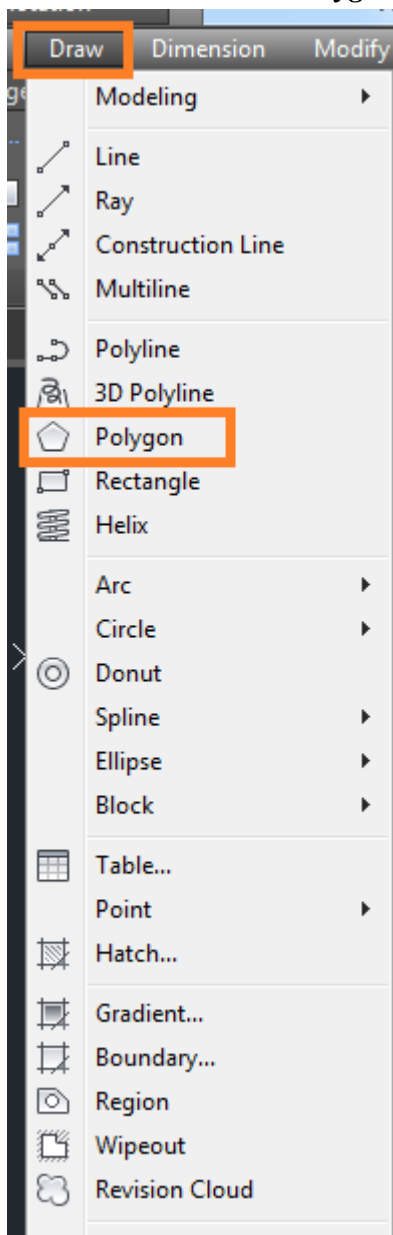 Draw Dimension Modify
Modeling
Line
Ray
Construction Line
Multiline
Polyline
3D Polyline
Polygon
Rectangle
Helix
Arc
Circle
Donut
Spline
Ellipse
Block
Table...
Point
Hatch...
Gradient...
Boundary...
Region
Wipeout
Revision Cloud